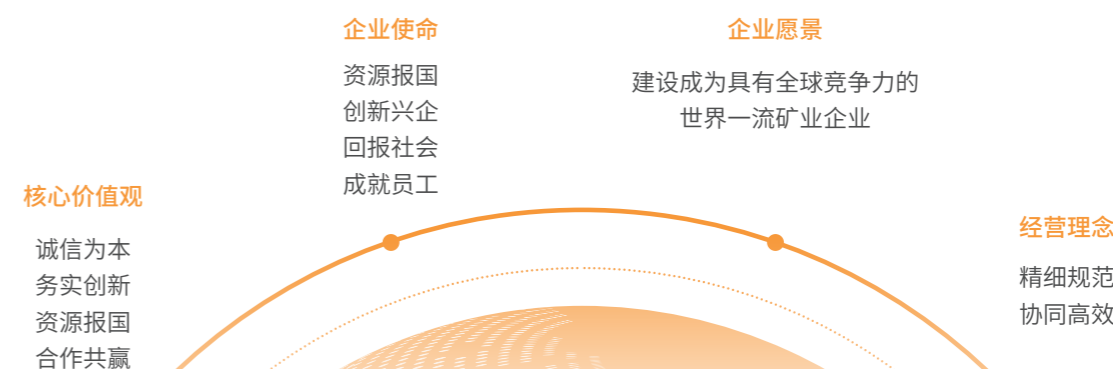 企业使命
资源报国
创新兴企
回报社会
成就员工
企业愿景
建设成为具有全球竞争力的
世界一流矿业企业
核心价值观
诚信为本
务实创新
资源报国
合作共赢
经营理念
精细规范
协同高效